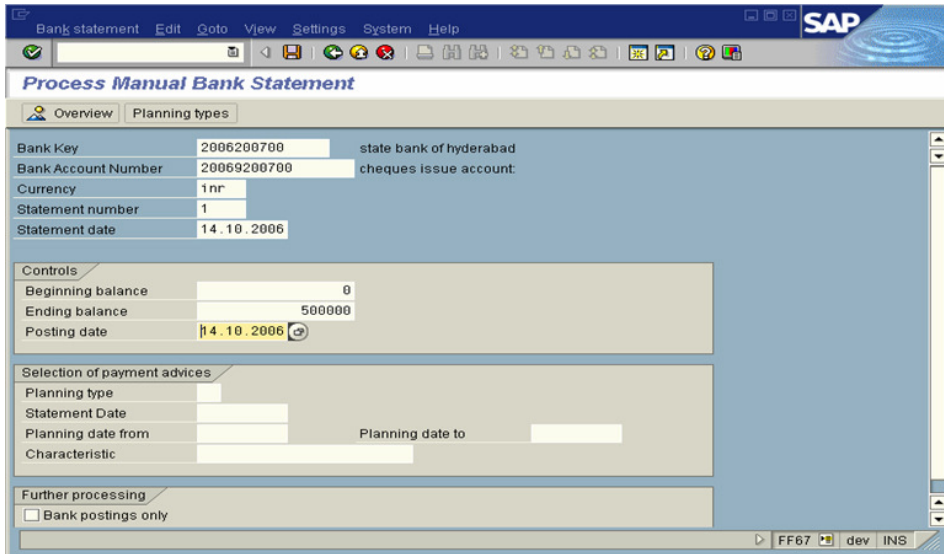 Bank statement Edit Goto View Settings System Help
SAP
Process Manual Bank Statement
Overview Planning types
Bank Key 2006200700 state bank of hyderabad
Bank Account Number 20069200700 cheques issue account:
Currency inr
Statement number 1
Statement date 14.10.2006
Controls
Beginning balance 0
Ending balance 500000
Posting date 14.10.2006
Selection of payment advices
Planning type
Statement Date
Planning date from Planning date to
Characteristic
Further processing
Bank postings only
FF67 dev INS